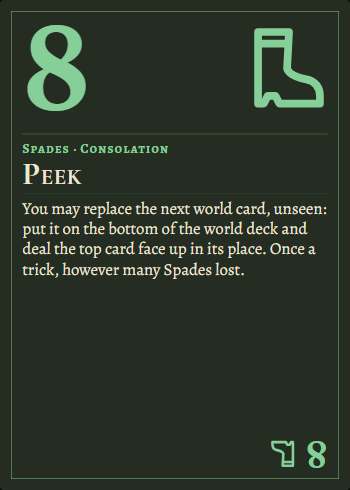 8
Spades · Consolation
Peek
You may replace the next world card, unseen:
put it on the bottom of the world deck and
deal the top card face up in its place. Once a
trick, however many Spades lost.
8